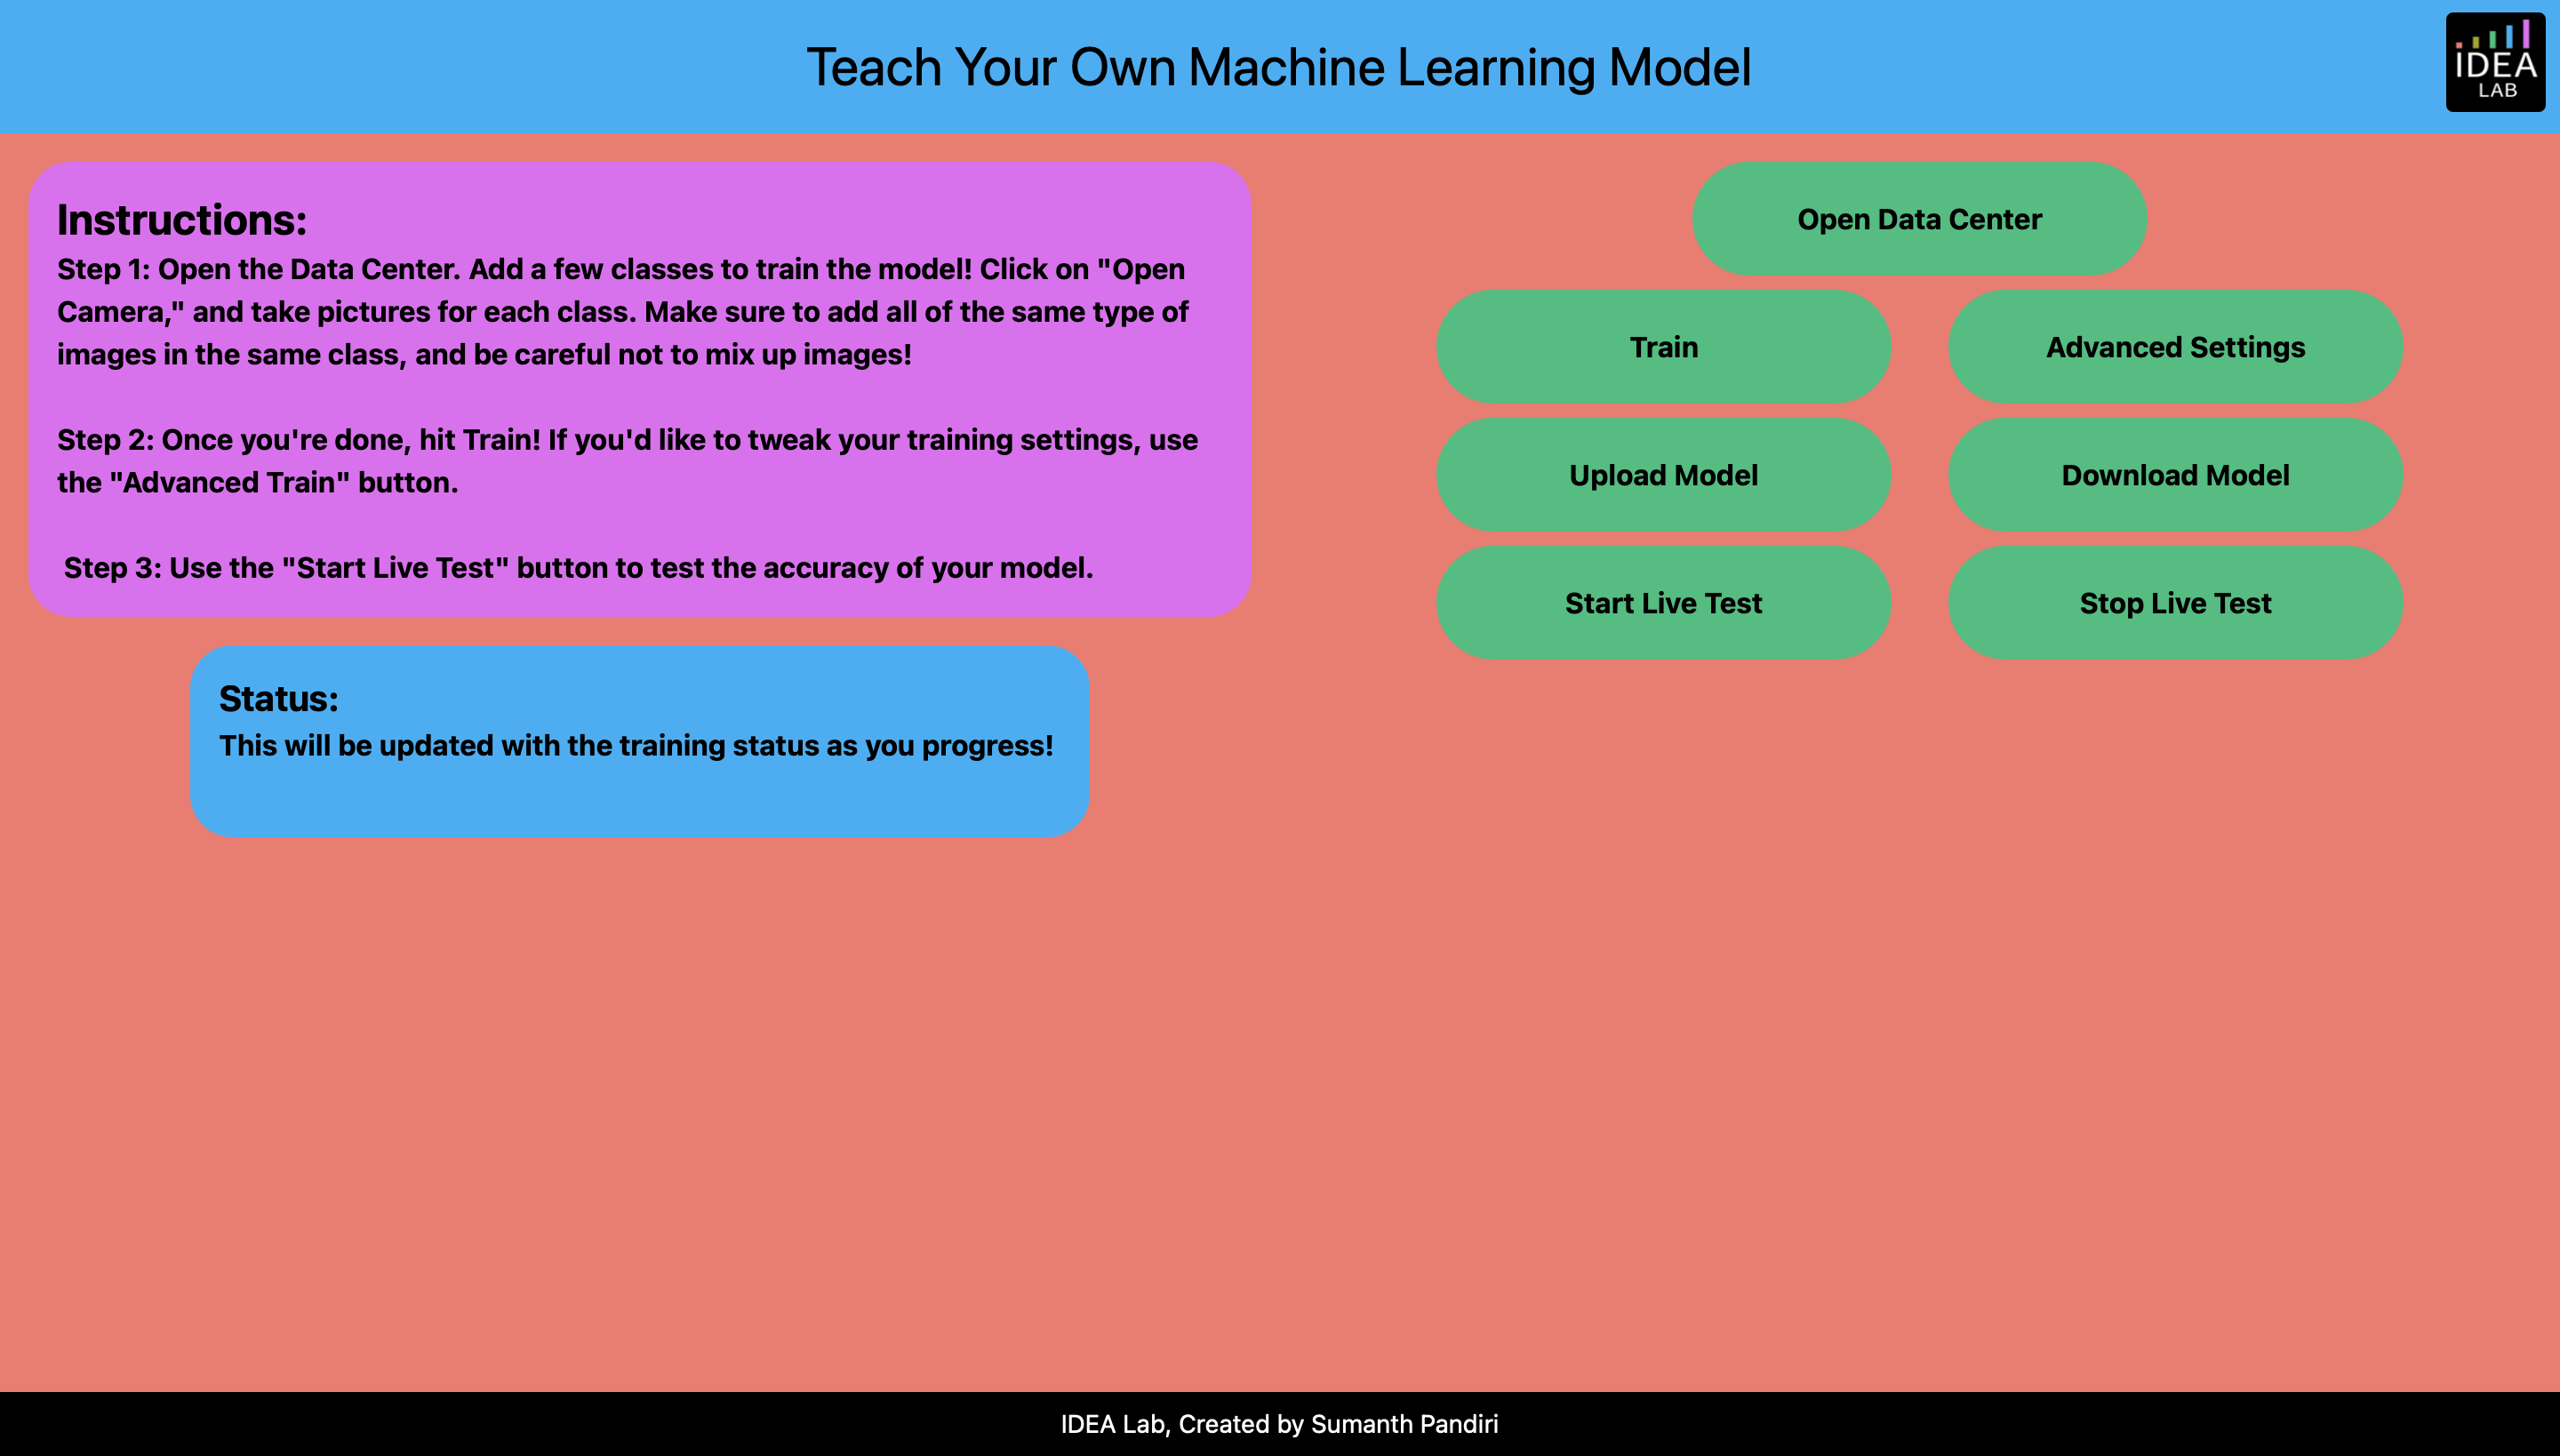 Teach Your Own Machine Learning Model
IDEA
LAB
Instructions:
Step 1: Open the Data Center. Add a few classes to train the model! Click on "Open
Camera," and take pictures for each class. Make sure to add all of the same type of
images in the same class, and be careful not to mix up images!
Step 2: Once you're done, hit Train! If you'd like to tweak your training settings, use
the "Advanced Train" button.
Step 3: Use the "Start Live Test" button to test the accuracy of your model.
Status:
This will be updated with the training status as you progress!
Open Data Center
Train
Advanced Settings
Upload Model
Download Model
Start Live Test
Stop Live Test
IDEA Lab, Created by Sumanth Pandiri